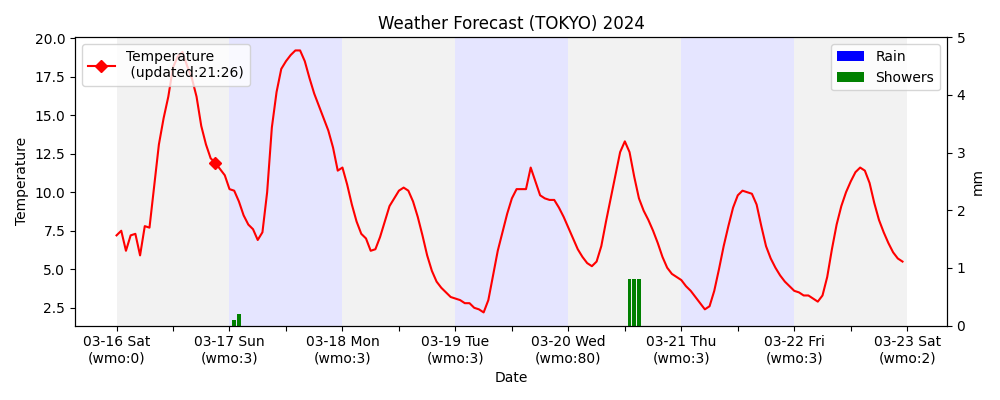 Weather Forecast (TOKYO) 2024
Temperature
(updated:21:26)
Rain
Showers
20.0
17.5
15.0
12.5
10.0
7.5
5.0
2.5
Temperature
5
4
3
2
1
0
mm
03-16 Sat 03-17 Sun 03-18 Mon 03-19 Tue 03-20 Wed 03-21 Thu 03-22 Fri 03-23 Sat
(wmo:0) (wmo:3) (wmo:3) (wmo:3) (wmo:80) (wmo:3) (wmo:3) (wmo:2)
Date